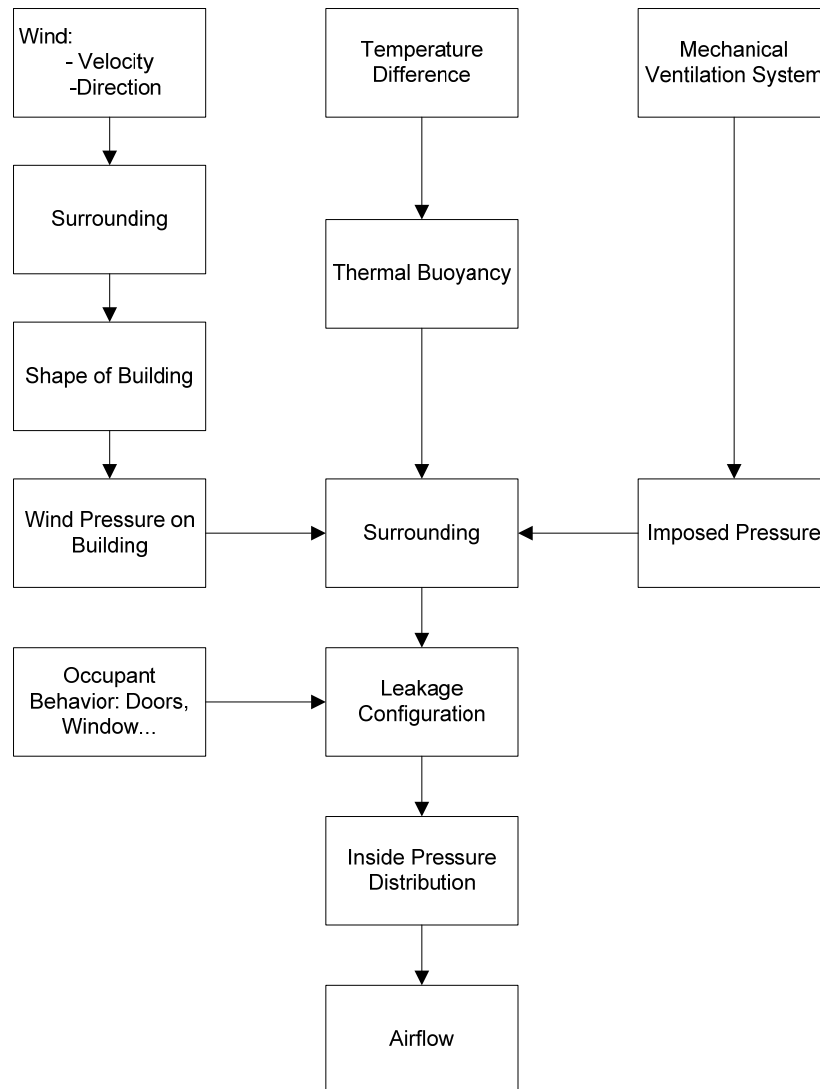 Wind:
- Velocity
-Direction
Temperature
Difference
Mechanical
Ventilation System
Surrounding
Thermal Buoyancy
Shape of Building
Wind Pressure on
Building
Surrounding
Imposed Pressure
Occupant
Behavior: Doors,
Window...
Leakage
Configuration
Inside Pressure
Distribution
Airflow